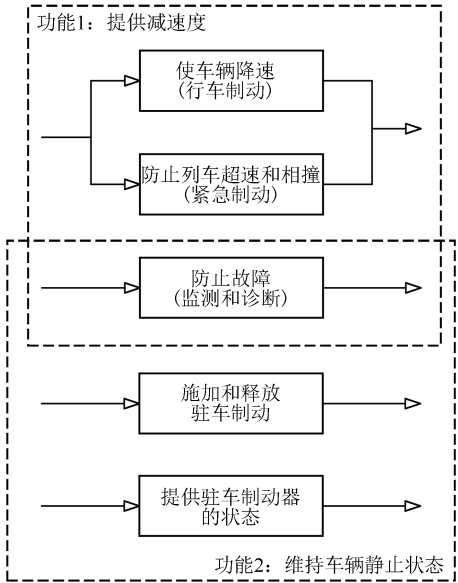 功能1：提供减速度
使车辆降速
(行车制动)
防止列车超速和相撞
(紧急制动)
防止故障
(监测和诊断)
施加和释放
驻车制动
提供驻车制动器
的状态
功能2：维持车辆静止状态